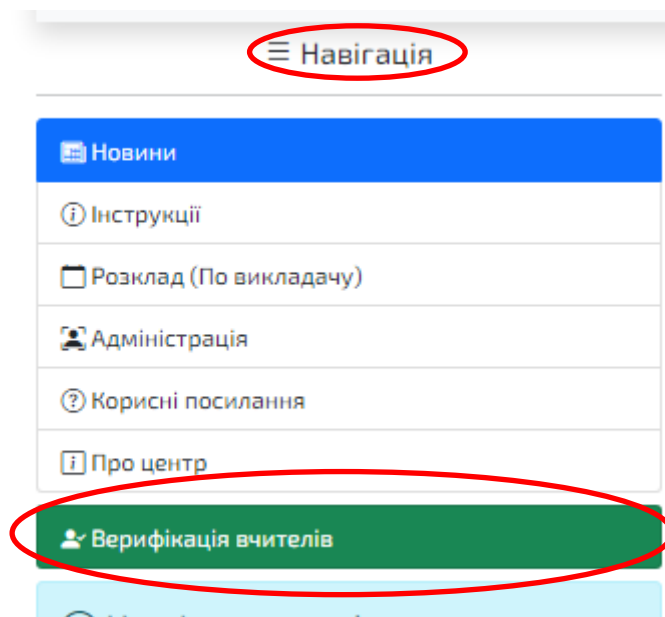 Навігація
Новини
Інструкції
Розклад (По викладачу)
Адміністрація
Корисні посилання
Про центр
Верифікація вчителів